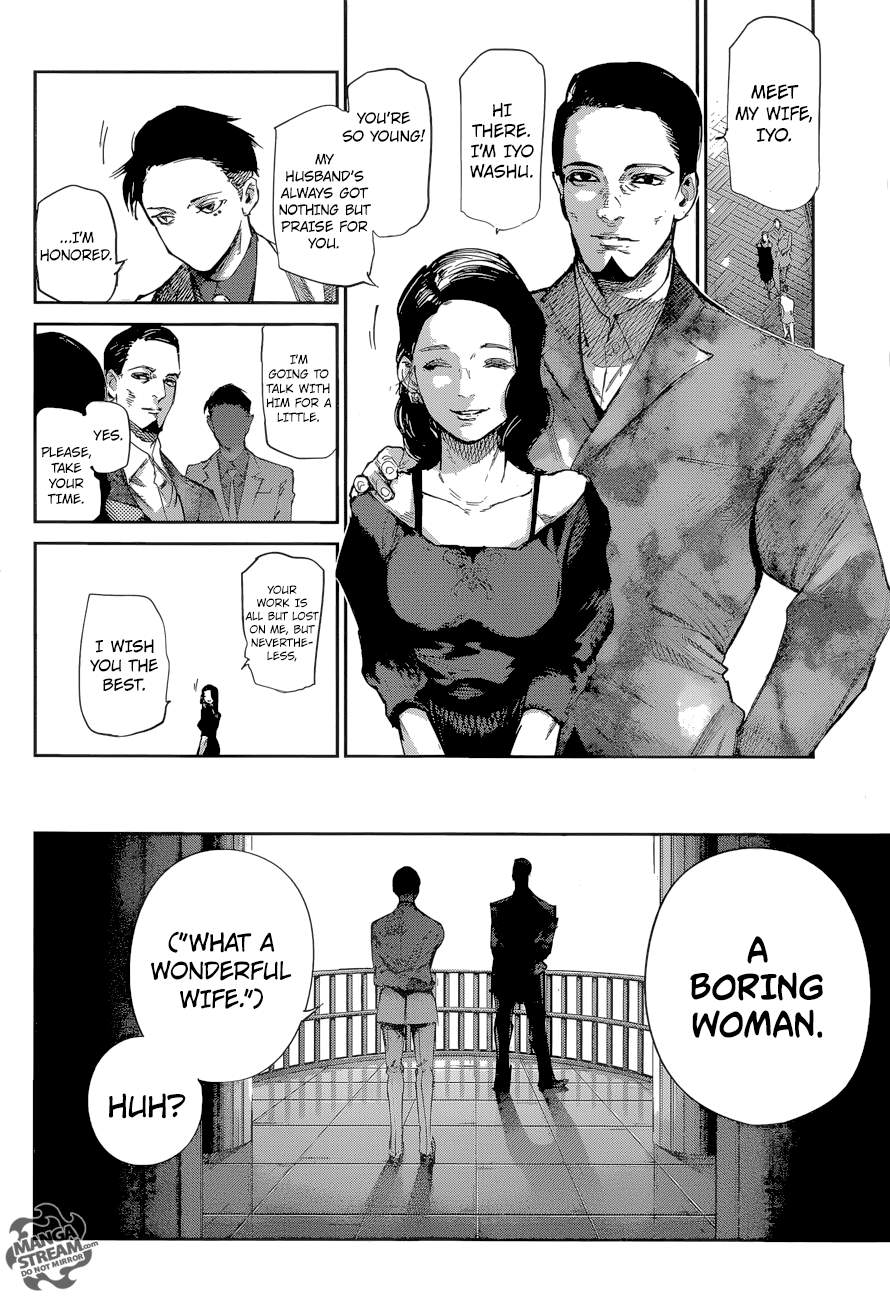 MEET
MY WIFE,
IYO.
HI
THERE.
I'M IYO
WASHU.
YOU'RE
SO YOUNG!
MY
HUSBAND'S
ALWAYS GOT
NOTHING BUT
PRAISE FOR
YOU.
...I'M
HONORED.
I'M
GOING TO
TALK WITH
HIM FOR A
LITTLE.
YES.
PLEASE,
TAKE
YOUR
TIME.
YOUR
WORK IS
ALL BUT LOST
ON ME, BUT
NEVERTHE-
LESS,
I WISH
YOU THE
BEST.
A
BORING
WOMAN.
("WHAT A
WONDERFUL
WIFE.")
HUH?
MANGA
STREAM.com
DO NOT MIRROR